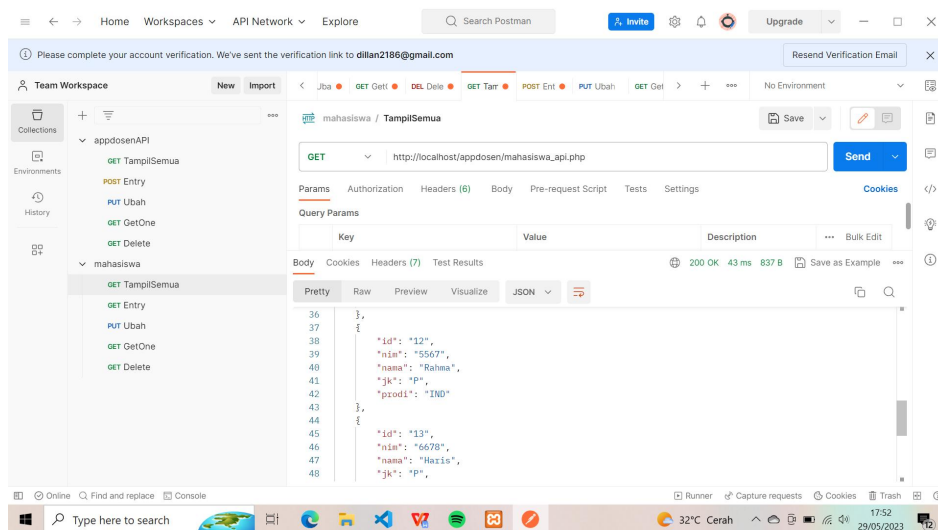 Home Workspaces API Network Explore Search Postman Invite Upgrade
Please complete your account verification. We've sent the verification link to dillan2186@gmail.com Resend Verification Email
Team Workspace New Import Jba GET Get( DEL Dele GET Tam POST Ent PUT Ubah GET Get No Environment
Collections
Environments
History
appdosenAPI
GET TampilSemua
POST Entry
PUT Ubah
GET GetOne
GET Delete
mahasiswa
GET TampilSemua
GET Entry
PUT Ubah
GET GetOne
GET Delete
HTTP mahasiswa / TampilSemua Save
GET http://localhost/appdosen/mahasiswa_api.php Send
Params Authorization Headers (6) Body Pre-request Script Tests Settings Cookies
Query Params
Key Value Description Bulk Edit
Body Cookies Headers (7) Test Results 200 OK 43 ms 837 B Save as Example
Pretty Raw Preview Visualize JSON
36 },
37 {
38 "id": "12",
39 "nim": "5567",
40 "nama": "Rahma",
41 "jk": "P",
42 "prodi": "IND"
43 },
44 {
45 "id": "13",
46 "nim": "6678",
47 "nama": "Haris",
48 "jk": "P",
Online Find and replace Console Runner Capture requests Cookies Trash
Type here to search 32°C Cerah 17:52
29/05/2023 12